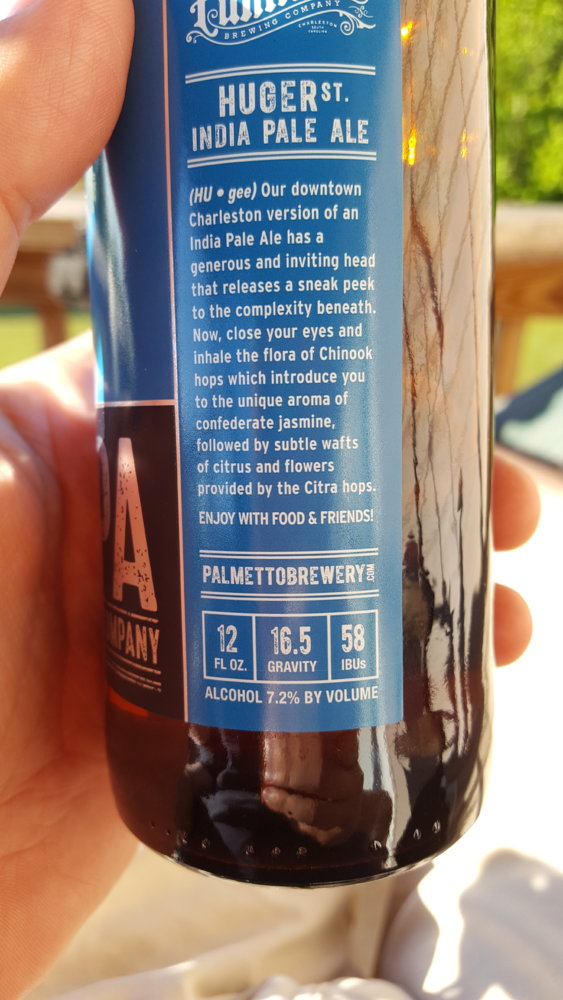 BREWING COMPANY
CHARLESTON
SOUTH
CAROLINA
HUGER ST.
INDIA PALE ALE
(HU • gee) Our downtown
Charleston version of an
India Pale Ale has a
generous and inviting head
that releases a sneak peek
to the complexity beneath.
Now, close your eyes and
inhale the flora of Chinook
hops which introduce you
to the unique aroma of
confederate jasmine,
followed by subtle wafts
of citrus and flowers
provided by the Citra hops.
ENJOY WITH FOOD & FRIENDS!
PALMETTOBREWERY.COM
12 16.5 58
FL OZ. GRAVITY IBUs
ALCOHOL 7.2% BY VOLUME
PA
MPANY